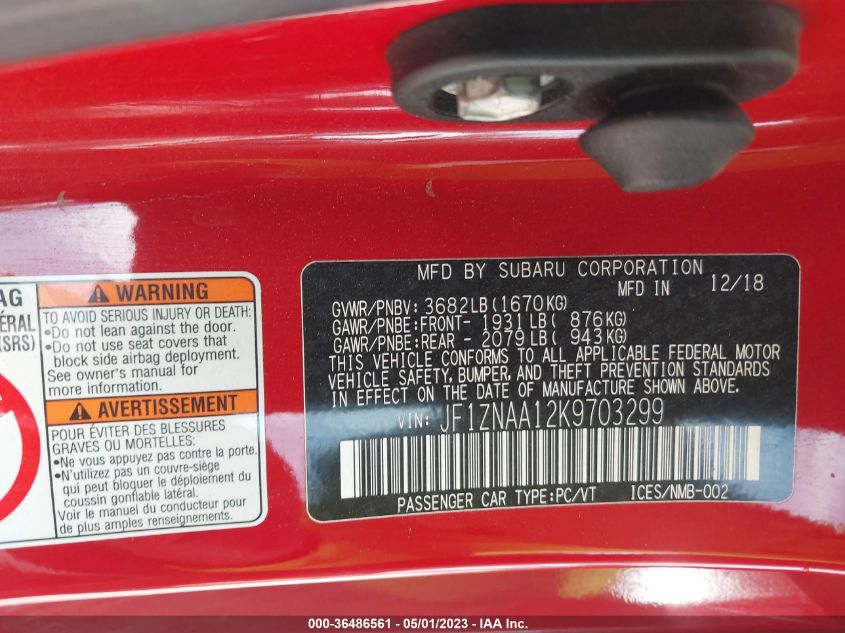 AG
ÉRAL
(SRS)
WARNING
TO AVOID SERIOUS INJURY OR DEATH:
•Do not lean against the door.
•Do not use seat covers that
block side airbag deployment.
See owner's manual for
more information.
AVERTISSEMENT
POUR ÉVITER DES BLESSURES
GRAVES OU MORTELLES:
•Ne vous appuyez pas contre la porte.
•N'utilizez pas un couvre-siège
qui peut bloquer le déploiement du
coussin gonflable latéral.
Voir le manuel du conducteur pour
de plus amples renseignements.
MFD BY SUBARU CORPORATION
MFD IN 12/18
GVWR/PNBV: 3682LB(1670KG)
GAWR/PNBE:FRONT- 1931 LB( 876KG)
GAWR/PNBE:REAR - 2079 LB( 943KG)
THIS VEHICLE CONFORMS TO ALL APPLICABLE FEDERAL MOTOR
VEHICLE SAFETY, BUMPER, AND THEFT PREVENTION STANDARDS
IN EFFECT ON THE DATE OF MANUFACTURE SHOWN ABOVE.
VIN: JF1ZNAA12K9703299
PASSENGER CAR TYPE:PC/VT ICES/NMB-002
000-36486561 - 05/01/2023 - IAA Inc.